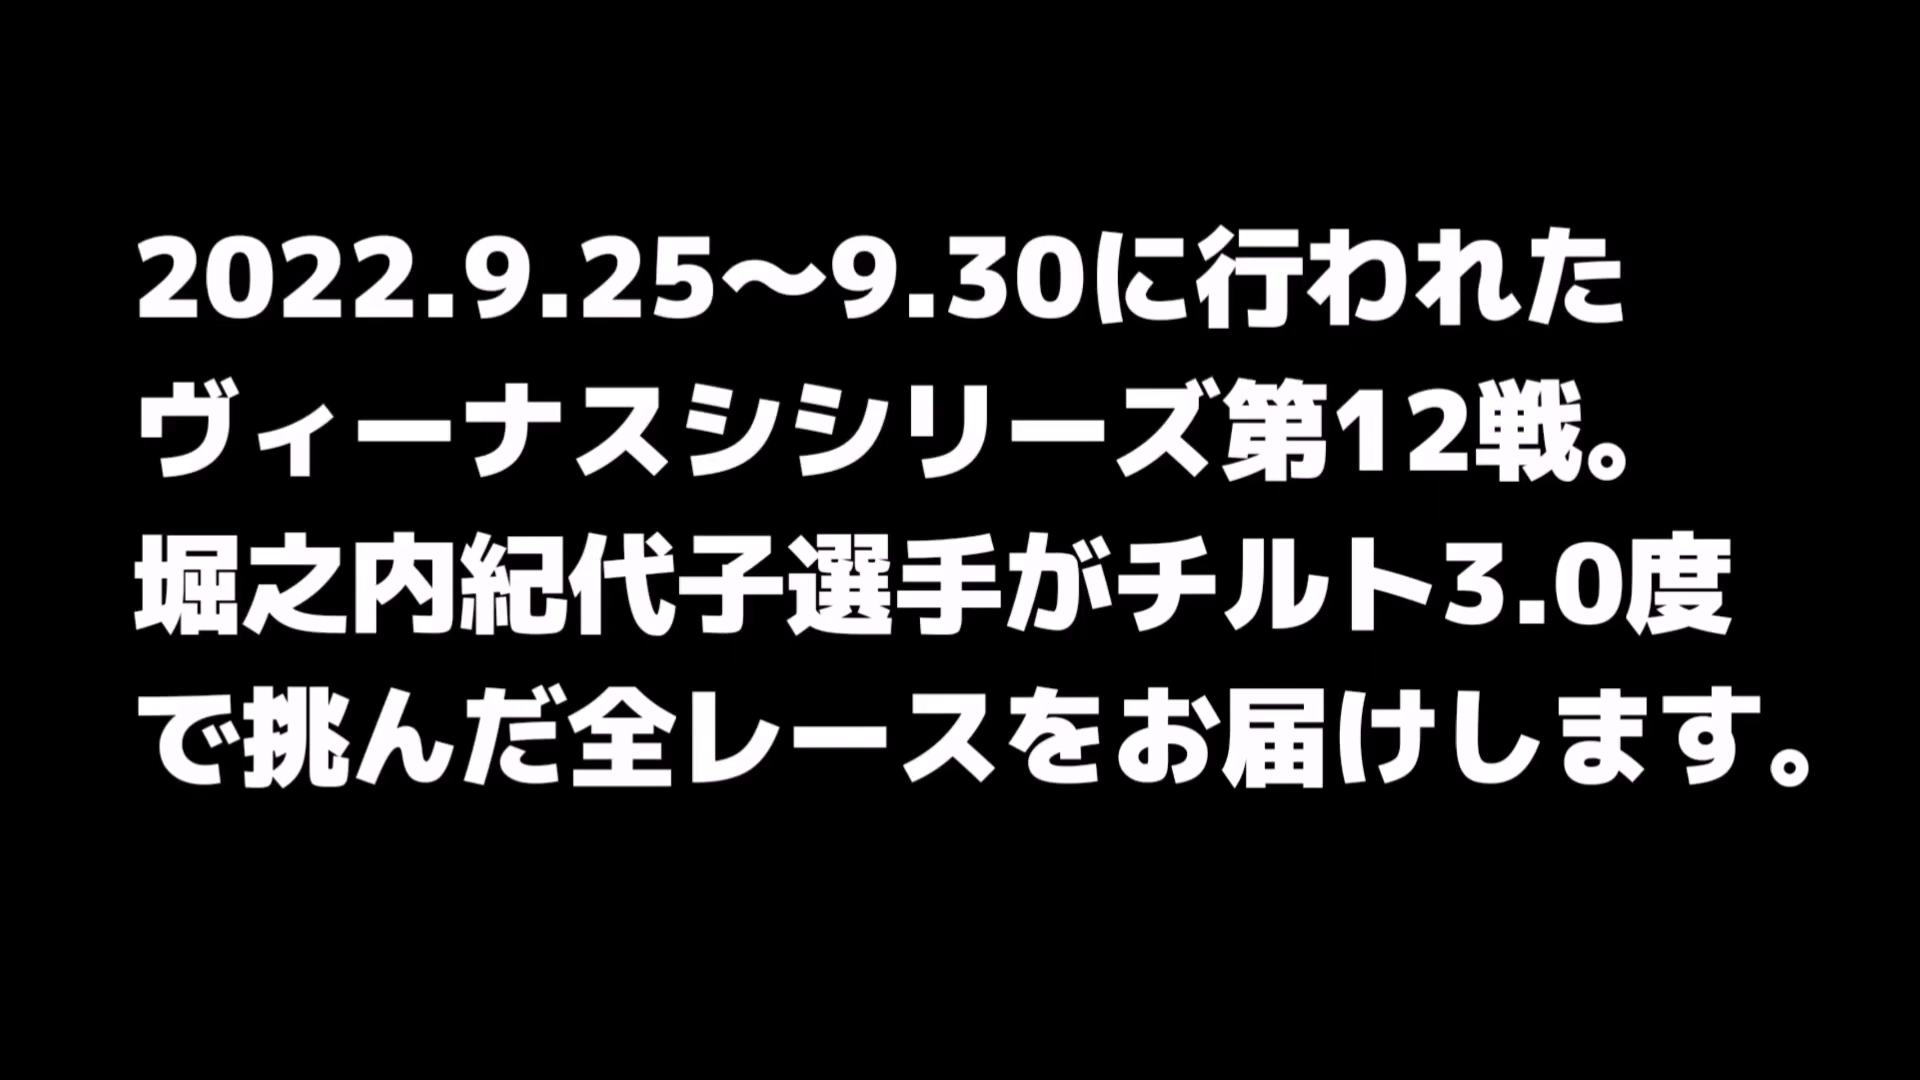 2022.9.25〜9.30に行われた
ヴィーナスシシリーズ第12戦。
堀之内紀代子選手がチルト3.0度
で挑んだ全レースをお届けします。